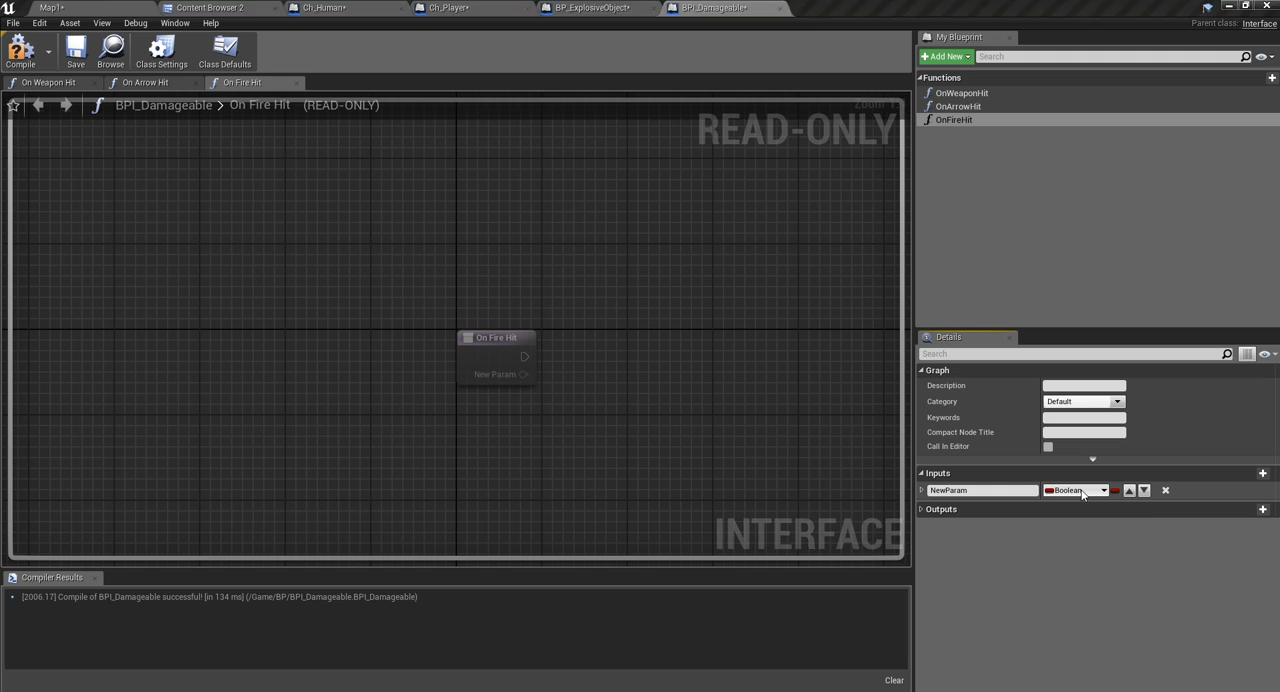 Map1*
Content Browser 2
Ch_Human*
Ch_Player*
BP_ExplosiveObject*
BPI_Damageable*
File Edit Asset View Debug Window Help
Parent class: Interface
Compile
Save
Browse
Class Settings
Class Defaults
My Blueprint
+ Add New
Search
On Weapon Hit
On Arrow Hit
On Fire Hit
Functions
OnWeaponHit
OnArrowHit
OnFireHit
BPI_Damageable > On Fire Hit (READ-ONLY)
READ-ONLY
On Fire Hit
New Param
INTERFACE
Details
Search
Graph
Description
Category
Default
Keywords
Compact Node Title
Call In Editor
Inputs
NewParam
Boolean
Outputs
Compiler Results
[2006.17] Compile of BPI_Damageable successful! [in 134 ms] (/Game/BP/BPI_Damageable.BPI_Damageable)
Clear